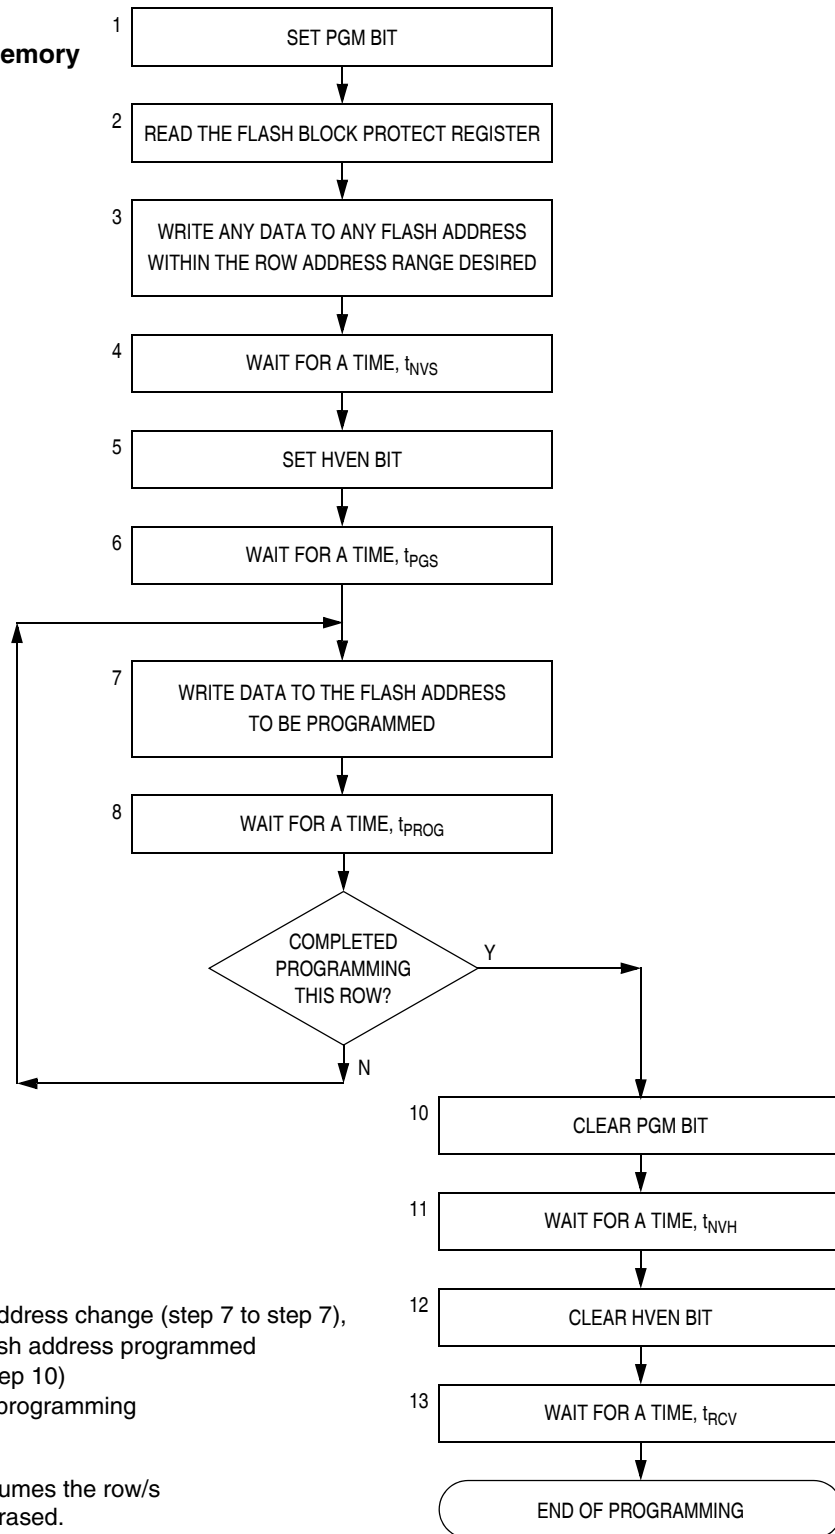 1
SET PGM BIT
emory
2
READ THE FLASH BLOCK PROTECT REGISTER
3
WRITE ANY DATA TO ANY FLASH ADDRESS
WITHIN THE ROW ADDRESS RANGE DESIRED
4
WAIT FOR A TIME, tNVS
5
SET HVEN BIT
6
WAIT FOR A TIME, tPGS
7
WRITE DATA TO THE FLASH ADDRESS
TO BE PROGRAMMED
8
WAIT FOR A TIME, tPROG
COMPLETED
PROGRAMMING
THIS ROW?
Y
N
10
CLEAR PGM BIT
11
WAIT FOR A TIME, tNVH
12
CLEAR HVEN BIT
13
WAIT FOR A TIME, tRCV
END OF PROGRAMMING
ddress change (step 7 to step 7),
sh address programmed
ep 10)
programming
umes the row/s
rased.